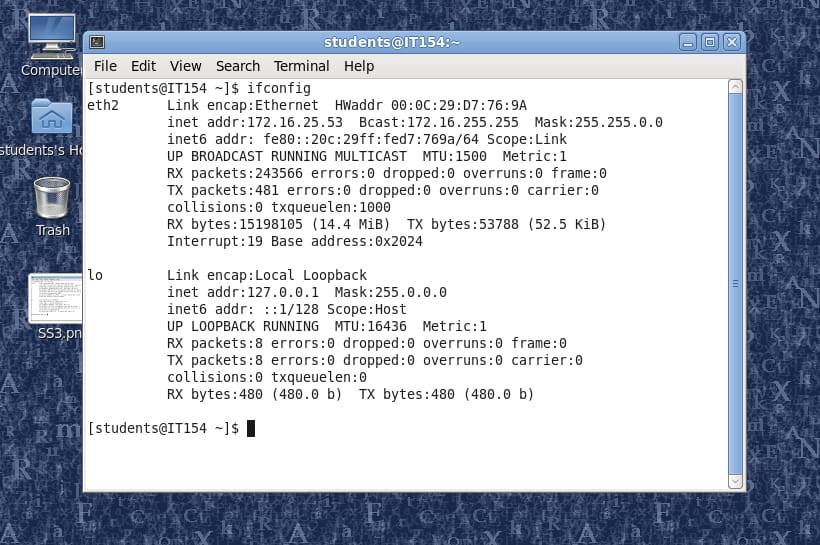 Computer
students's Ho
Trash
SS3.pn
students@IT154:~
File Edit View Search Terminal Help
[students@IT154 ~]$ ifconfig
eth2      Link encap:Ethernet  HWaddr 00:0C:29:D7:76:9A
          inet addr:172.16.25.53  Bcast:172.16.255.255  Mask:255.255.0.0
          inet6 addr: fe80::20c:29ff:fed7:769a/64 Scope:Link
          UP BROADCAST RUNNING MULTICAST  MTU:1500  Metric:1
          RX packets:243566 errors:0 dropped:0 overruns:0 frame:0
          TX packets:481 errors:0 dropped:0 overruns:0 carrier:0
          collisions:0 txqueuelen:1000
          RX bytes:15198105 (14.4 MiB)  TX bytes:53788 (52.5 KiB)
          Interrupt:19 Base address:0x2024
lo        Link encap:Local Loopback
          inet addr:127.0.0.1  Mask:255.0.0.0
          inet6 addr: ::1/128 Scope:Host
          UP LOOPBACK RUNNING  MTU:16436  Metric:1
          RX packets:8 errors:0 dropped:0 overruns:0 frame:0
          TX packets:8 errors:0 dropped:0 overruns:0 carrier:0
          collisions:0 txqueuelen:0
          RX bytes:480 (480.0 b)  TX bytes:480 (480.0 b)
[students@IT154 ~]$